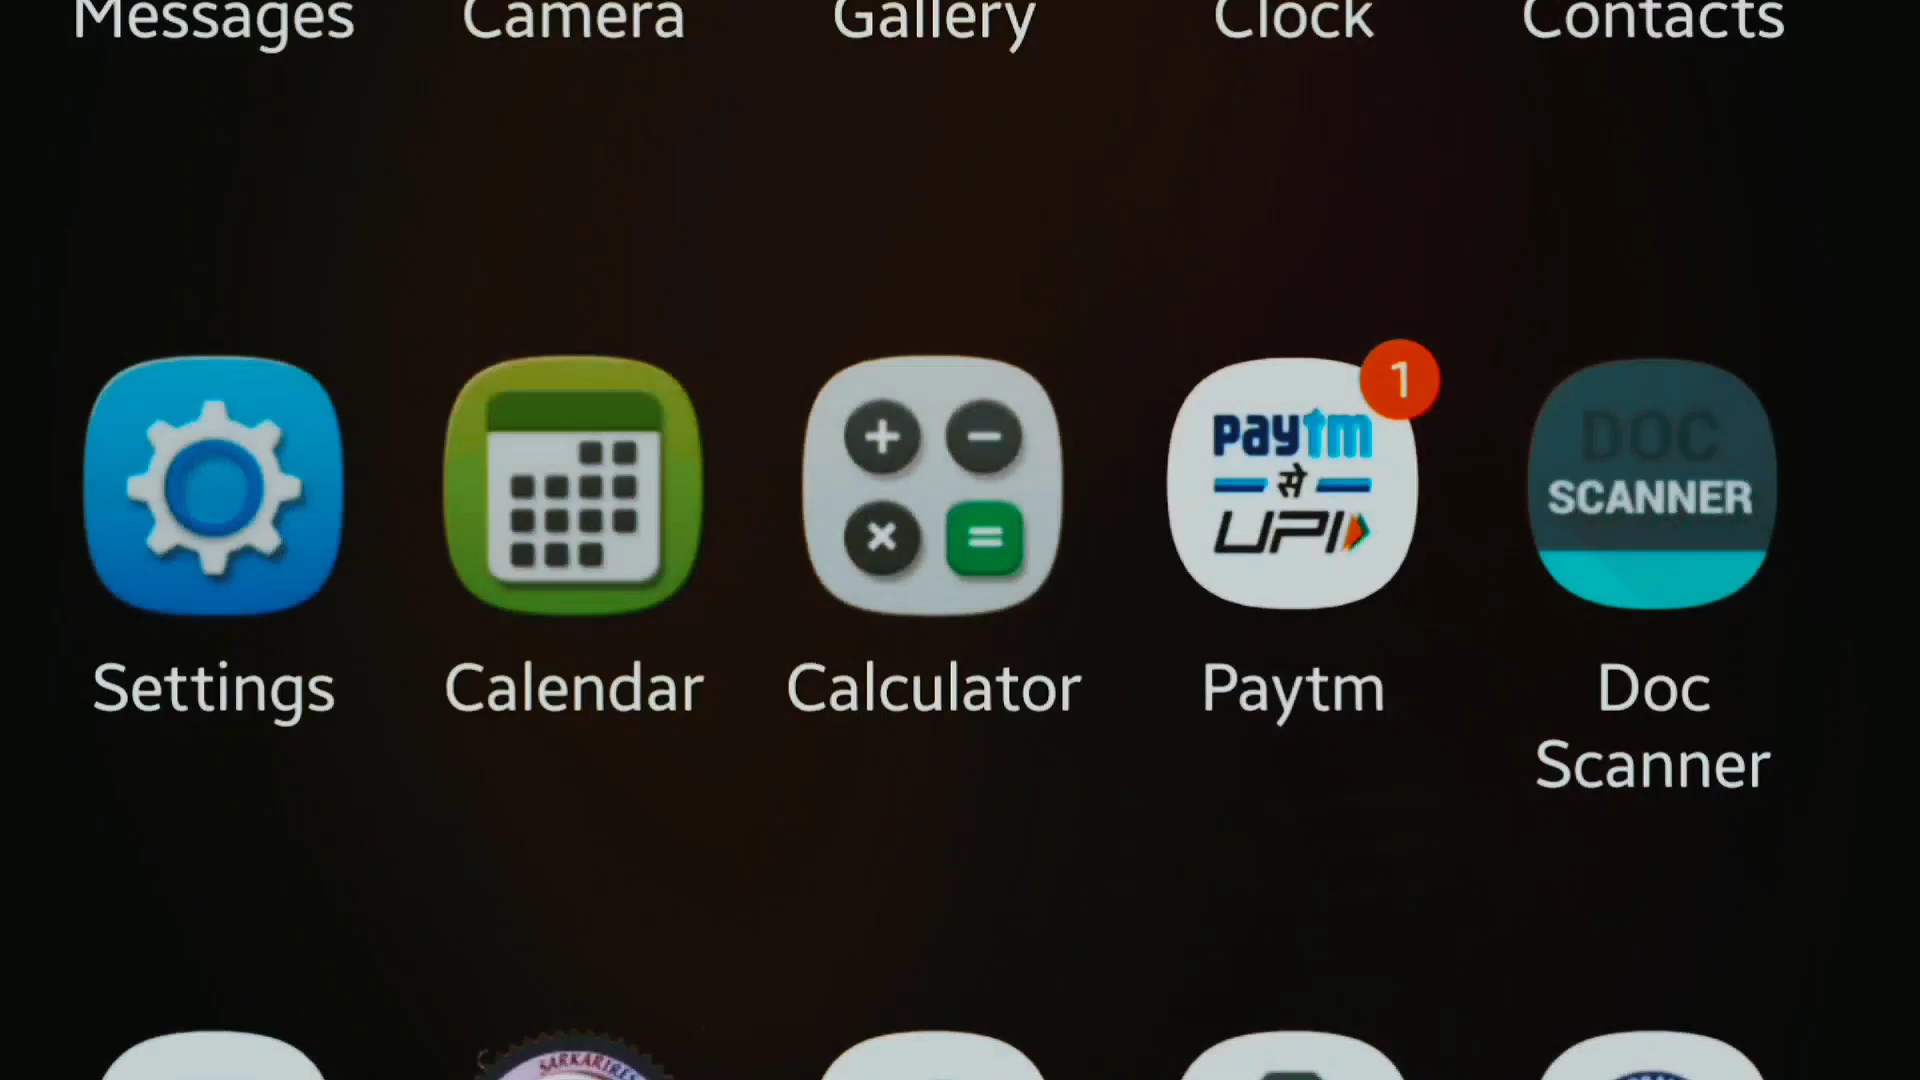 Messages Camera Gallery Clock Contacts
1
paytm
से
UPI
DOC
SCANNER
Settings Calendar Calculator Paytm Doc
Scanner